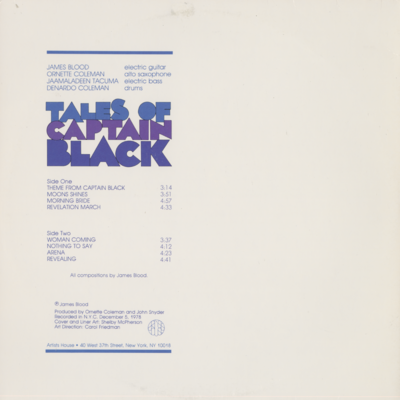 JAMES BLOOD electric guitar
ORNETTE COLEMAN alto saxophone
JAAMALADEEN TACUMA electric bass
DENARDO COLEMAN drums
TALES OF
CAPTAIN
BLACK
Side One
THEME FROM CAPTAIN BLACK 3:14
MOONS SHINES 3:51
MORNING BRIDE 4:57
REVELATION MARCH 4:33
Side Two
WOMAN COMING 3:37
NOTHING TO SAY 4:12
ARENA 4:23
REVEALING 4:41
All compositions by James Blood.
℗ James Blood
Produced by Ornette Coleman and John Snyder
Recorded in N.Y.C. December 5, 1978
Cover and Liner Art: Shelby McPherson
Art Direction: Carol Friedman
Artists House • 40 West 37th Street, New York, NY 10018